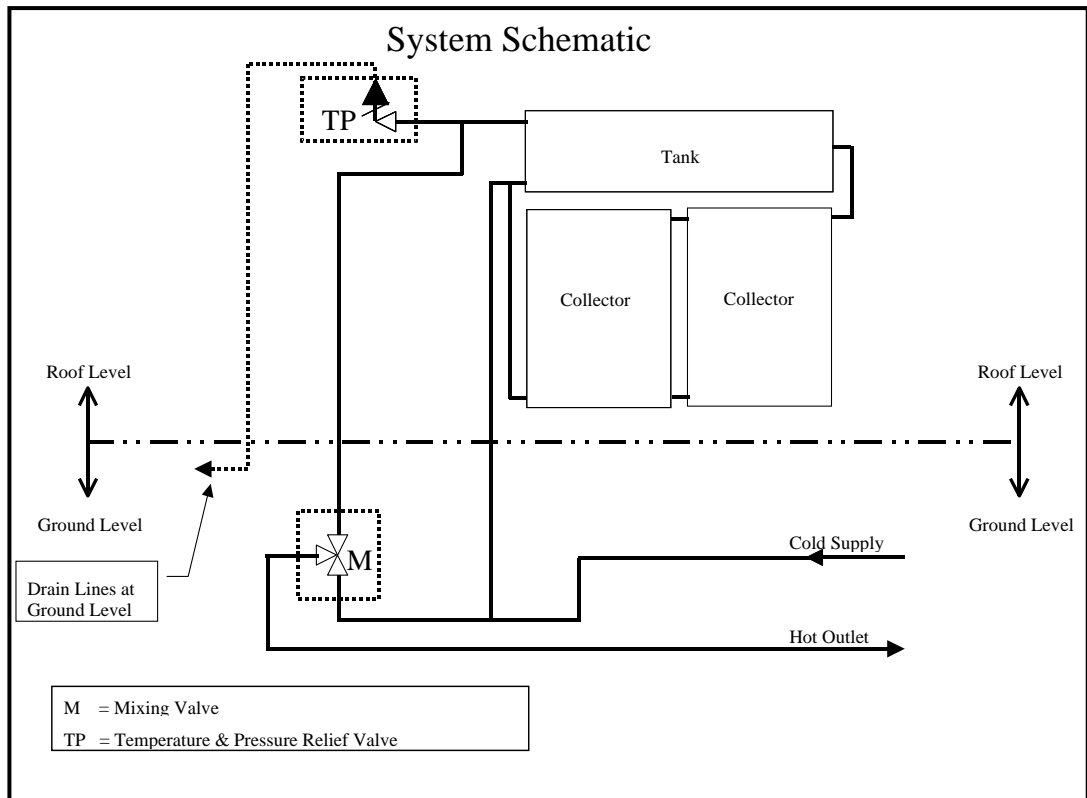 System Schematic
TP
Tank
Collector
Collector
Roof Level
Roof Level
Ground Level
Ground Level
M
Cold Supply
Drain Lines at
Ground Level
Hot Outlet
M = Mixing Valve
TP = Temperature & Pressure Relief Valve